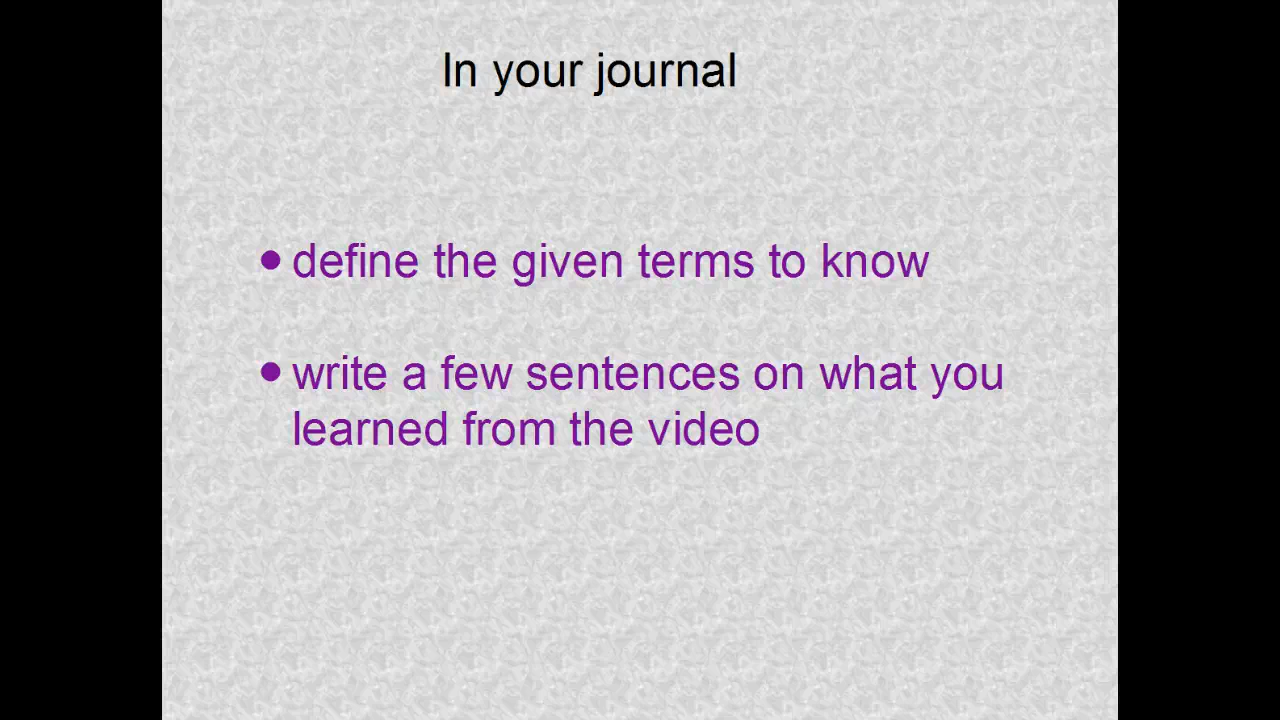 In your journal
• define the given terms to know
• write a few sentences on what you
learned from the video